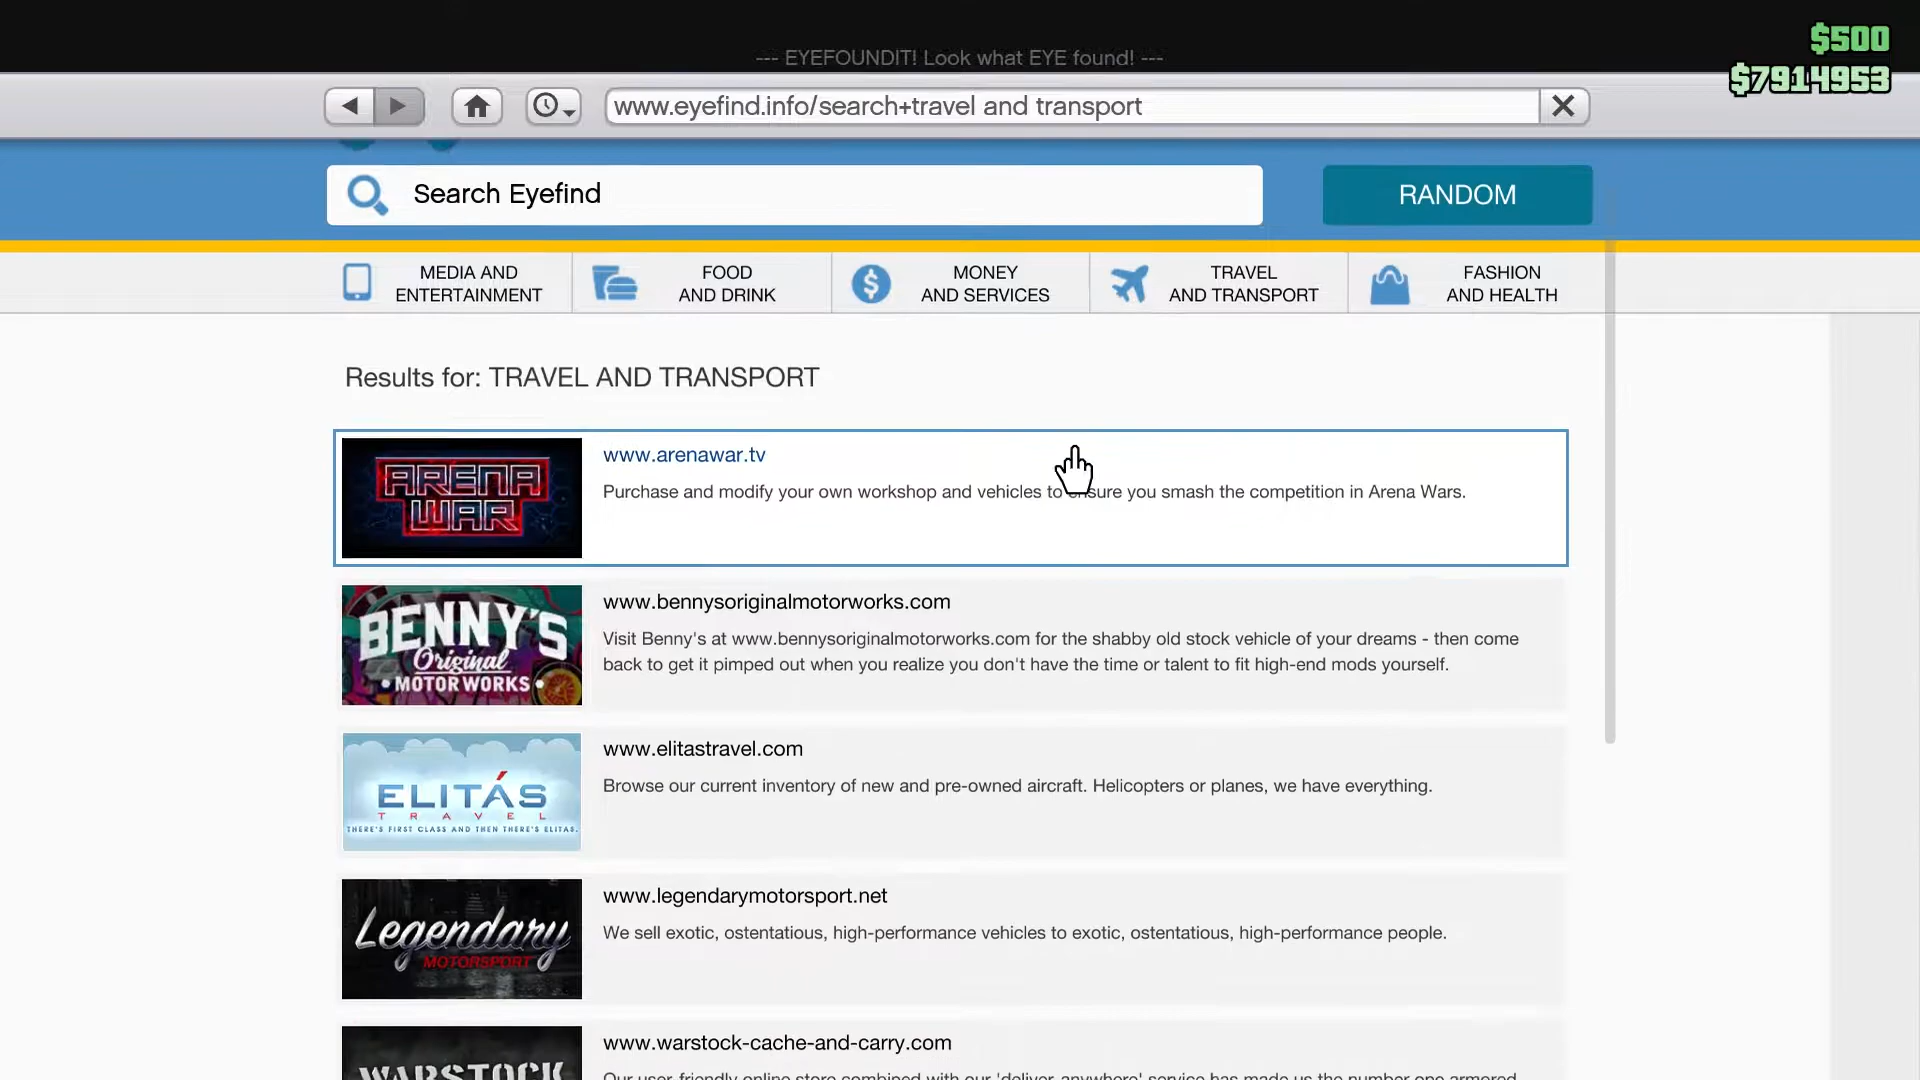 $500
--- EYEFOUNDIT! Look what EYE found! ---
$7914953
www.eyefind.info/search+travel and transport
Search Eyefind
RANDOM
MEDIA AND
ENTERTAINMENT
FOOD
AND DRINK
MONEY
AND SERVICES
TRAVEL
AND TRANSPORT
FASHION
AND HEALTH
Results for: TRAVEL AND TRANSPORT
ARENA
WAR
www.arenawar.tv
Purchase and modify your own workshop and vehicles to ensure you smash the competition in Arena Wars.
BENNY'S
Original
• MOTOR WORKS •
www.bennysoriginalmotorworks.com
Visit Benny's at www.bennysoriginalmotorworks.com for the shabby old stock vehicle of your dreams - then come
back to get it pimped out when you realize you don't have the time or talent to fit high-end mods yourself.
ELITÁS
TRAVEL
THERE'S FIRST CLASS AND THEN THERE'S ELITAS.
www.elitastravel.com
Browse our current inventory of new and pre-owned aircraft. Helicopters or planes, we have everything.
Legendary
MOTORSPORT
www.legendarymotorsport.net
We sell exotic, ostentatious, high-performance vehicles to exotic, ostentatious, high-performance people.
WARSTOCK
www.warstock-cache-and-carry.com
Our user-friendly online store combined with our 'deliver-anywhere' service has made us the number one armored